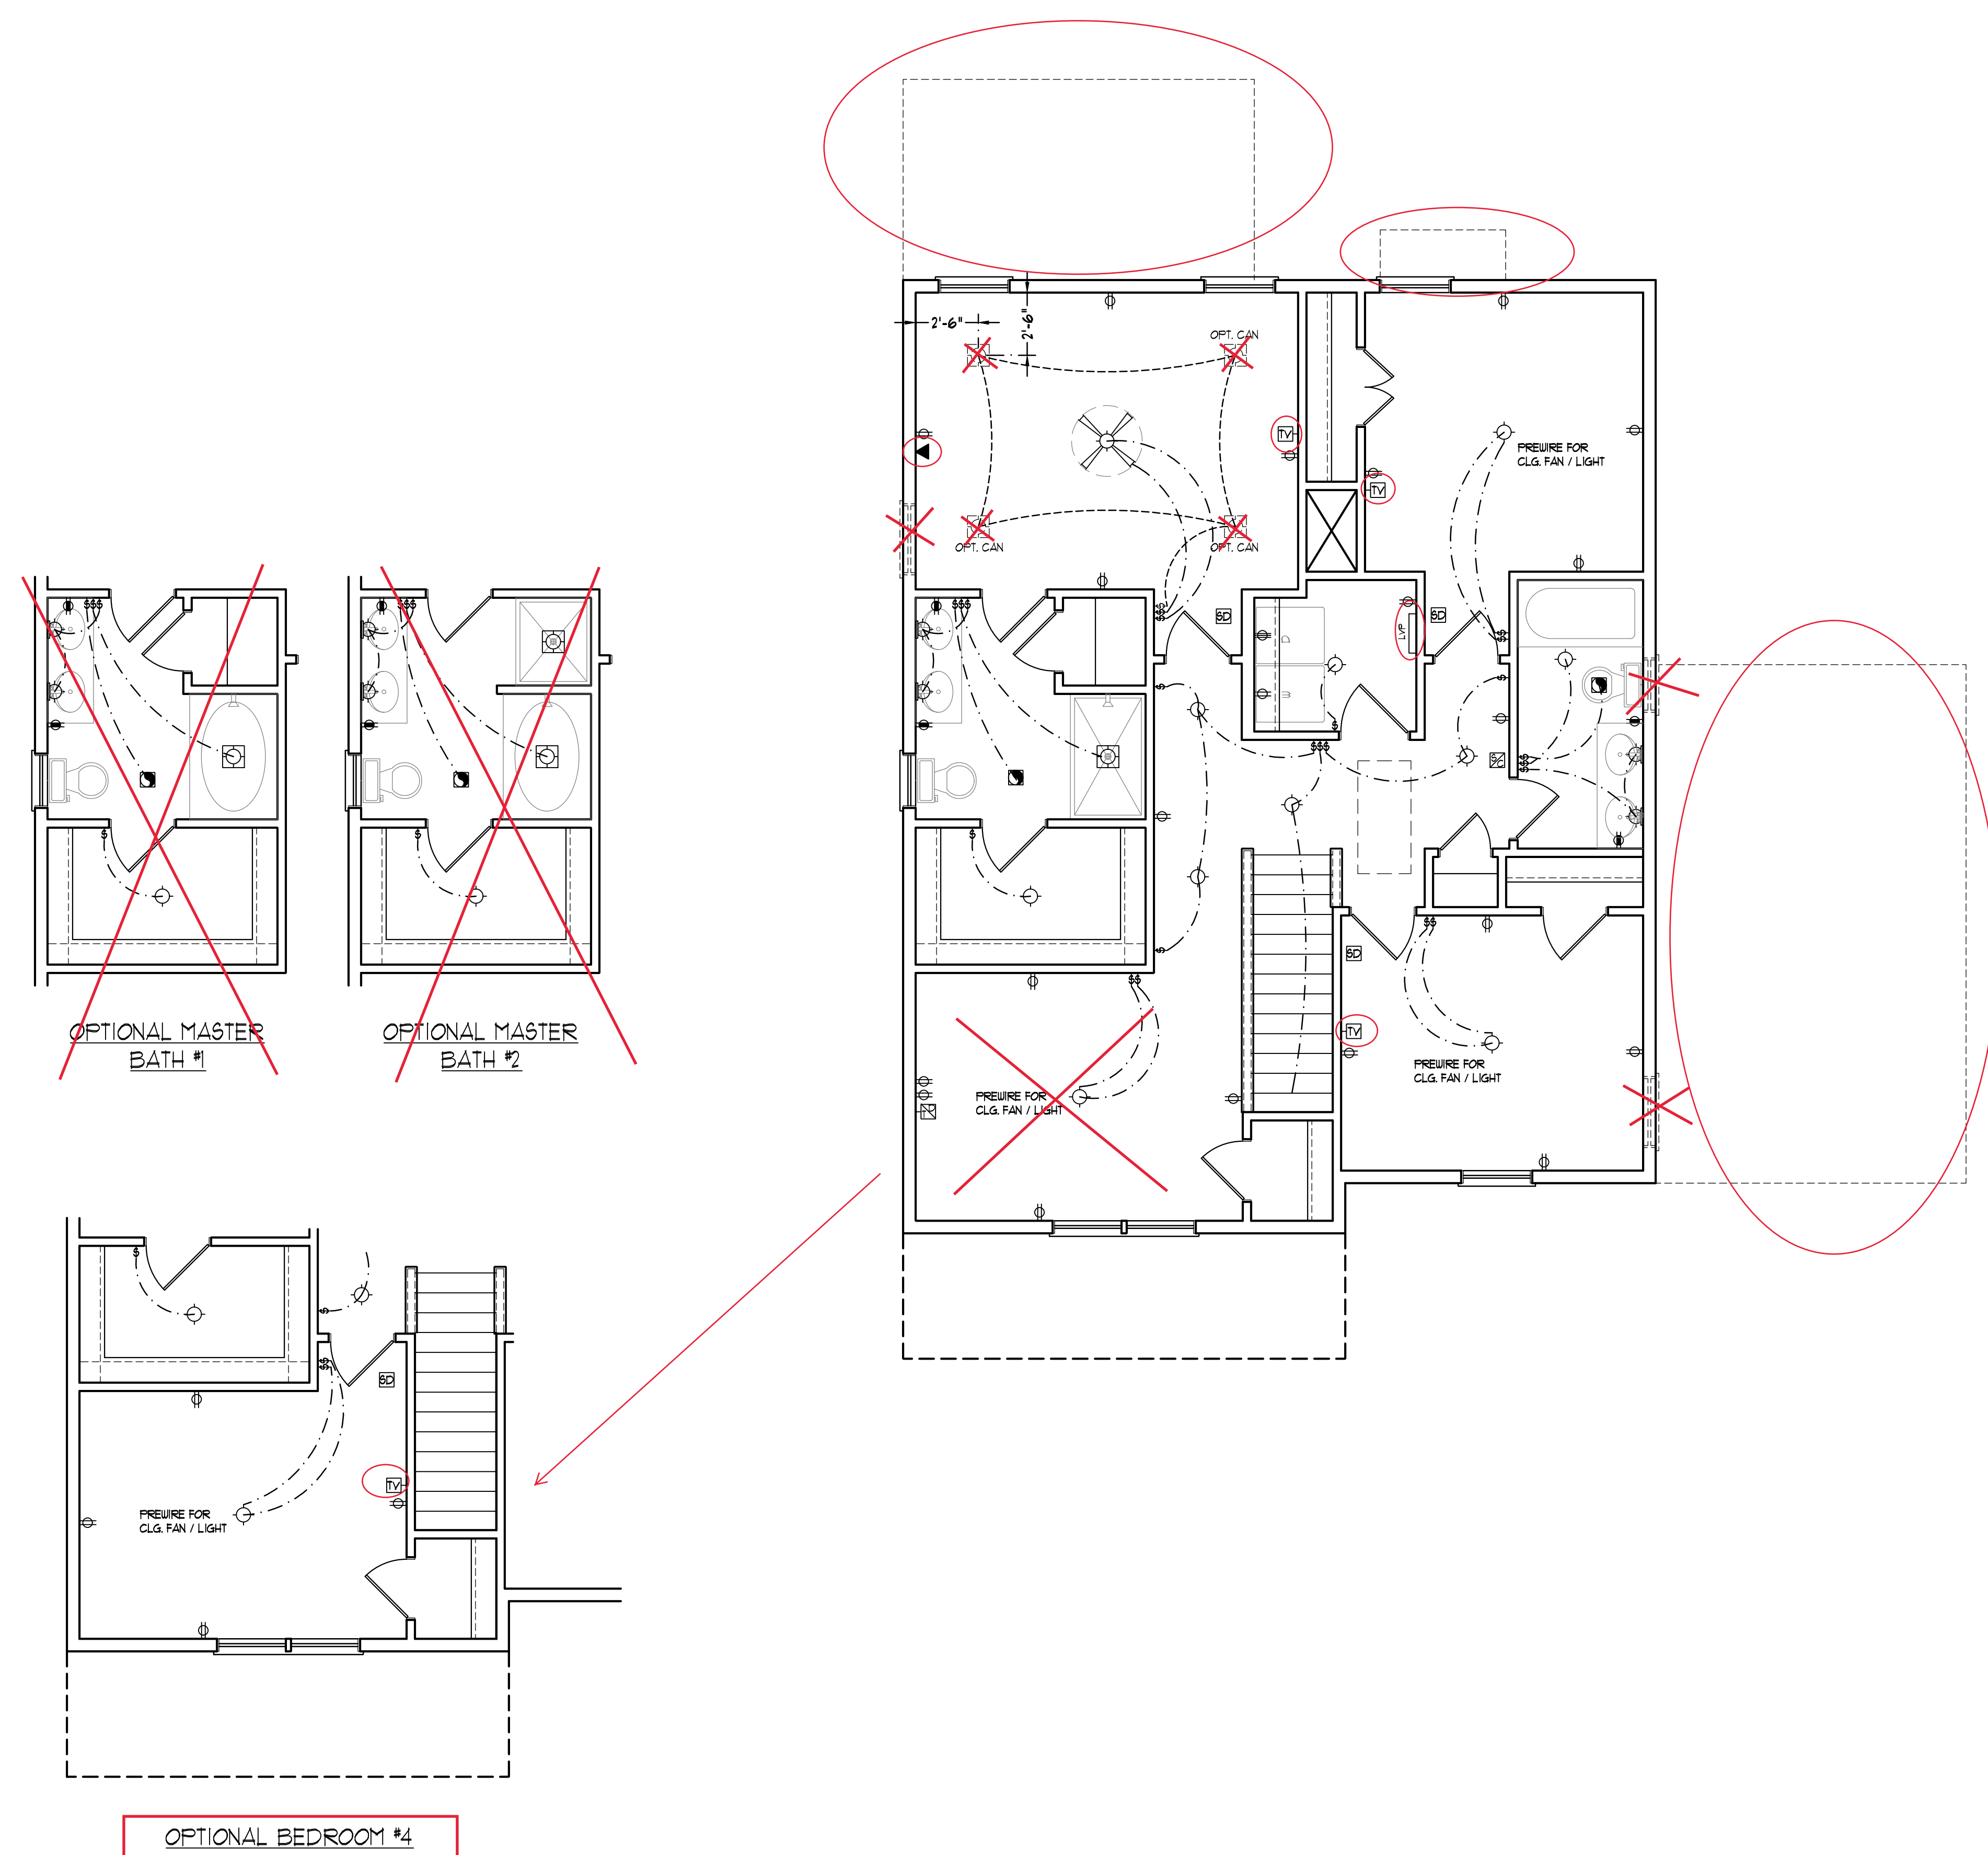 OPT. CAN
2'-6"
2'-6"
TV
PREWIRE FOR
CLG. FAN / LIGHT
TV
OPT. CAN
OPT. CAN
$$$
$$$
$$$
$$$
SD
LVP
SD
$$
$$
D
W
$
$
$
$$$
S/C
$$$
$$$
$
$
$
$
$$
$$
SD
TV
PREWIRE FOR
CLG. FAN / LIGHT
PREWIRE FOR
CLG. FAN / LIGHT
OPTIONAL MASTER
BATH #1
OPTIONAL MASTER
BATH #2
$
$
$$
$$
SD
TV
PREWIRE FOR
CLG. FAN / LIGHT
OPTIONAL BEDROOM #4